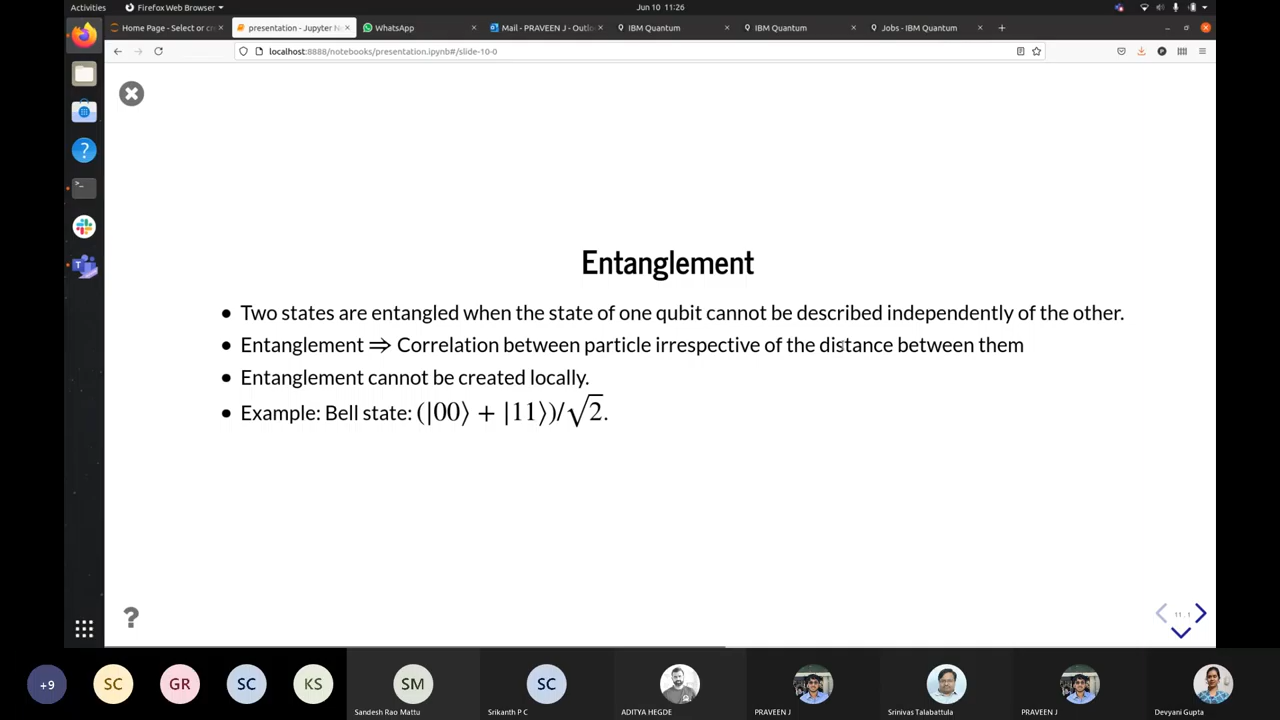 Activities
Firefox Web Browser
Jun 10 11:26
Home Page - Select or cre
presentation - Jupyter N
WhatsApp
Mail - PRAVEEN J - Outlo
IBM Quantum
IBM Quantum
Jobs - IBM Quantum
localhost:8888/notebooks/presentation.ipynb#/slide-10-0
Entanglement
• Two states are entangled when the state of one qubit cannot be described independently of the other.
• Entanglement ⇒ Correlation between particle irrespective of the distance between them
• Entanglement cannot be created locally.
• Example: Bell state: (|00⟩ + |11⟩)/√2.
?
11.1
+9
SC
GR
SC
KS
SM
SC
Sandesh Rao Mattu
Srikanth P C
ADITYA HEGDE
PRAVEEN J
Srinivas Talabattula
PRAVEEN J
Devyani Gupta